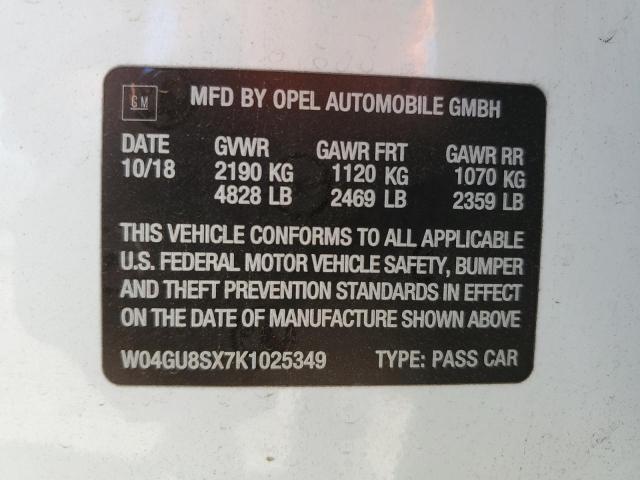 GM MFD BY OPEL AUTOMOBILE GMBH
DATE GVWR GAWR FRT GAWR RR
10/18 2190 KG 1120 KG 1070 KG
4828 LB 2469 LB 2359 LB
THIS VEHICLE CONFORMS TO ALL APPLICABLE
U.S. FEDERAL MOTOR VEHICLE SAFETY, BUMPER
AND THEFT PREVENTION STANDARDS IN EFFECT
ON THE DATE OF MANUFACTURE SHOWN ABOVE
W04GU8SX7K1025349 TYPE: PASS CAR